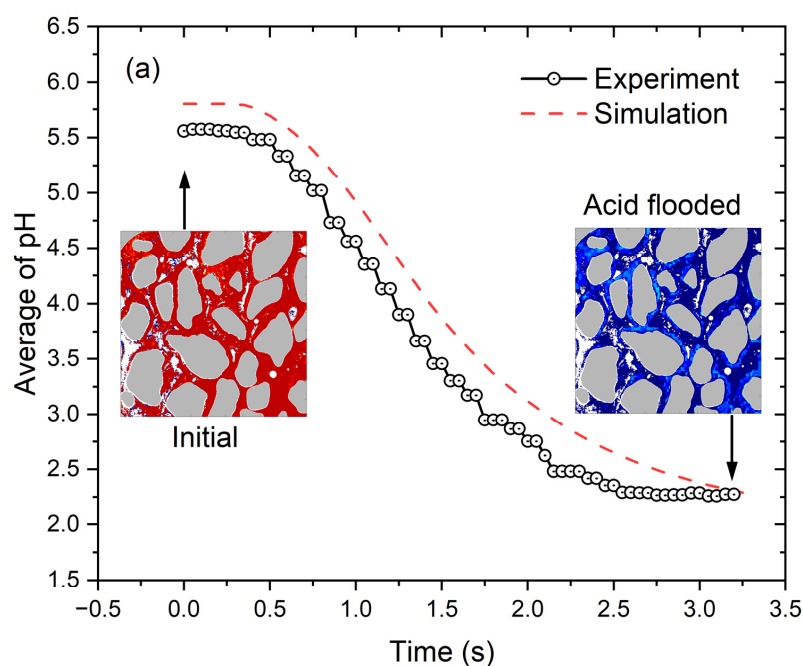 (a)
Experiment
Simulation
Acid flooded
Initial
Average of pH
6.5
6.0
5.5
5.0
4.5
4.0
3.5
3.0
2.5
2.0
1.5
−0.5 0.0 0.5 1.0 1.5 2.0 2.5 3.0 3.5
Time (s)